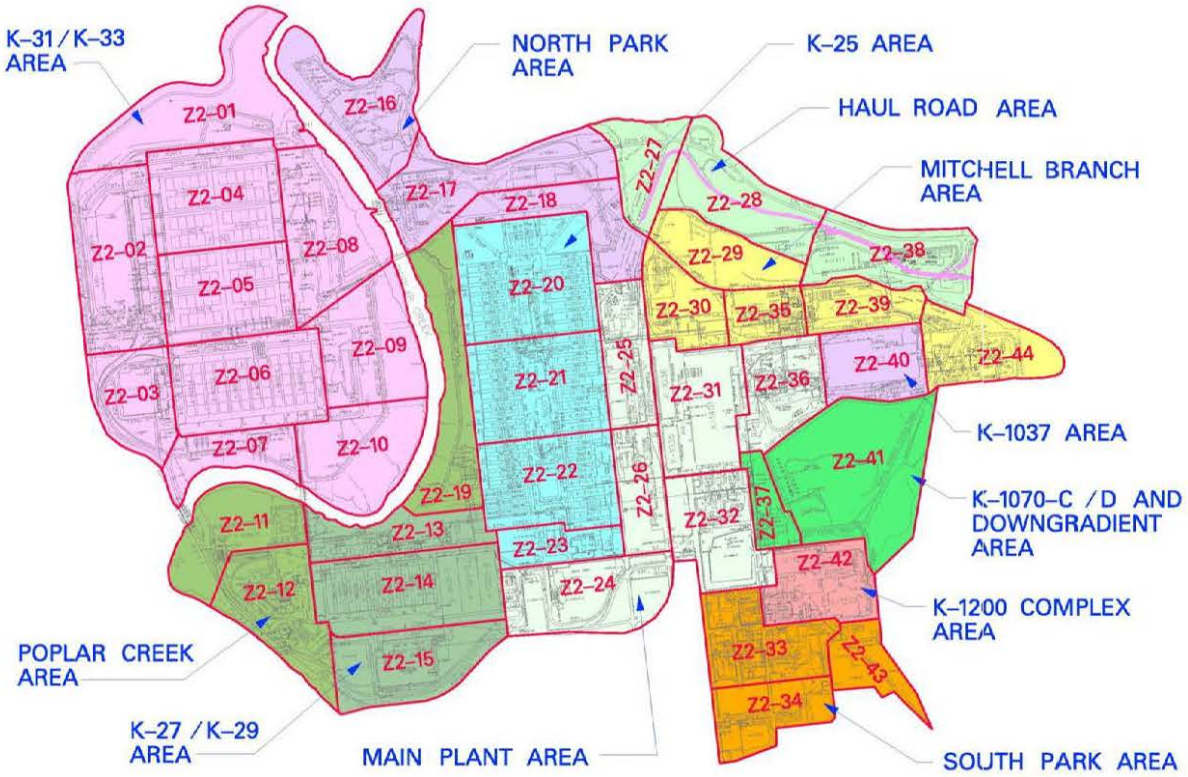 K-31/K-33
AREA
NORTH PARK
AREA
K-25 AREA
HAUL ROAD AREA
MITCHELL BRANCH
AREA
Z2-01
Z2-16
Z2-27
Z2-04
Z2-17
Z2-18
Z2-28
Z2-02
Z2-08
Z2-29
Z2-38
Z2-05
Z2-20
Z2-30
Z2-35
Z2-39
Z2-09
Z2-25
Z2-40
Z2-44
Z2-03
Z2-06
Z2-21
Z2-31
Z2-36
Z2-07
Z2-10
K-1037 AREA
Z2-22
Z2-26
Z2-41
Z2-19
Z2-37
K-1070-C /D AND
DOWNGRADIENT
AREA
Z2-11
Z2-13
Z2-23
Z2-32
Z2-12
Z2-14
Z2-24
Z2-42
K-1200 COMPLEX
AREA
POPLAR CREEK
AREA
Z2-15
Z2-33
Z2-43
Z2-34
K-27 /K-29
AREA
MAIN PLANT AREA
SOUTH PARK AREA
CREEK